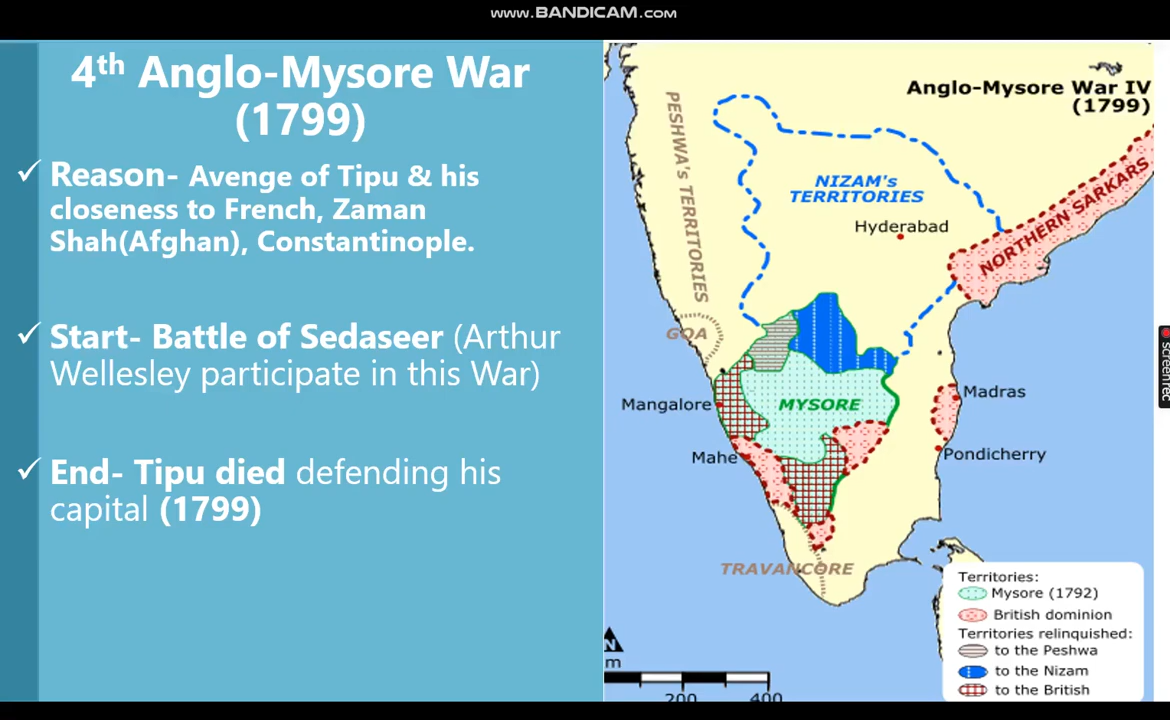 www.BANDICAM.com
4th Anglo-Mysore War
(1799)
✓ Reason- Avenge of Tipu & his
closeness to French, Zaman
Shah(Afghan), Constantinople.
✓ Start- Battle of Sedaseer (Arthur
Wellesley participate in this War)
✓ End- Tipu died defending his
capital (1799)
Anglo-Mysore War IV
(1799)
PESHWA's TERRITORIES
NIZAM's
TERRITORIES
Hyderabad
NORTHERN SARKARS
GOA
Mangalore
MYSORE
Madras
Mahe
Pondicherry
TRAVANCORE
Territories:
Mysore (1792)
British dominion
Territories relinquished:
to the Peshwa
to the Nizam
to the British
N
m
200
400
screenrec